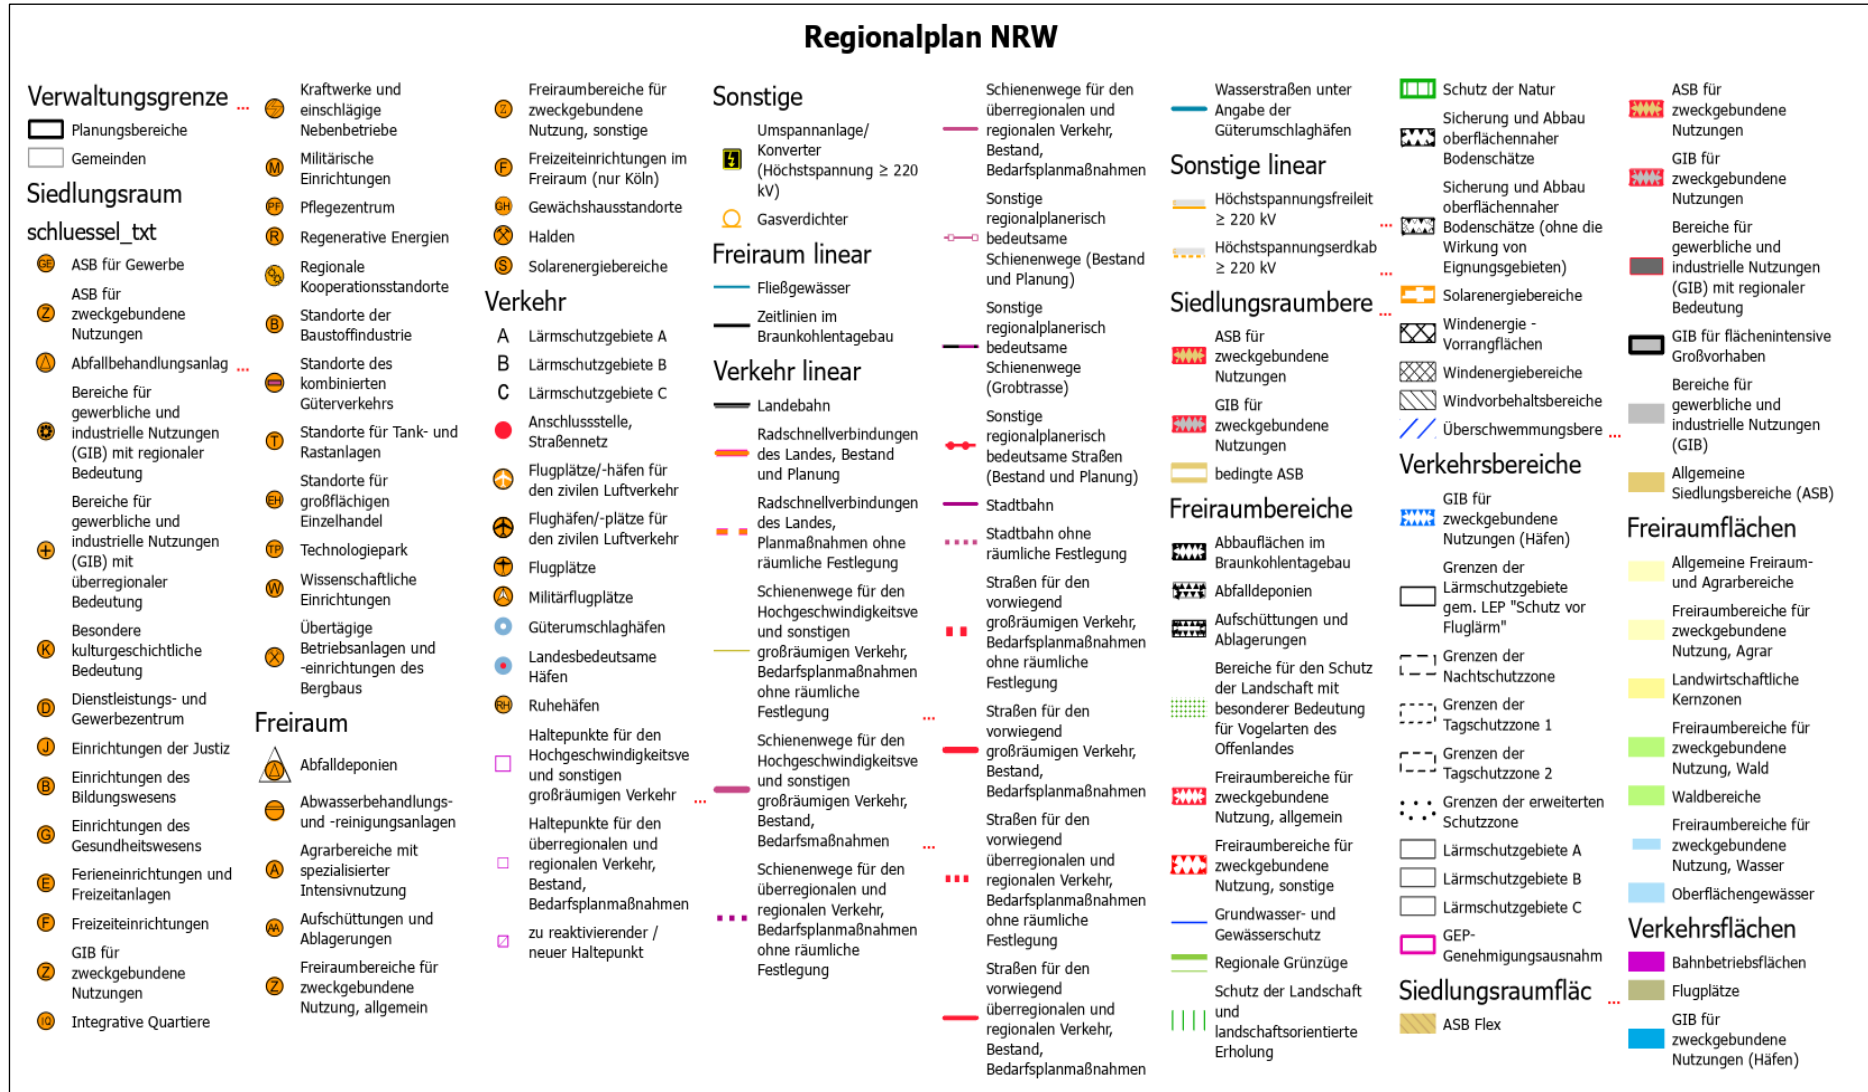 Regionalplan NRW
Verwaltungsgrenze ...
Planungsbereiche
Gemeinden
Siedlungsraum
schluessel_txt
GE ASB für Gewerbe
Z ASB für
zweckgebundene
Nutzungen
Abfallbehandlungsanlag ...
Bereiche für
gewerbliche und
industrielle Nutzungen
(GIB) mit regionaler
Bedeutung
Bereiche für
gewerbliche und
industrielle Nutzungen
(GIB) mit
überregionaler
Bedeutung
K Besondere
kulturgeschichtliche
Bedeutung
D Dienstleistungs- und
Gewerbezentrum
J Einrichtungen der Justiz
B Einrichtungen des
Bildungswesens
G Einrichtungen des
Gesundheitswesens
E Ferieneinrichtungen und
Freizeitanlagen
F Freizeiteinrichtungen
Z GIB für
zweckgebundene
Nutzungen
IQ Integrative Quartiere
Kraftwerke und
einschlägige
Nebenbetriebe
M Militärische
Einrichtungen
PF Pflegezentrum
R Regenerative Energien
Regionale
Kooperationsstandorte
B Standorte der
Baustoffindustrie
Standorte des
kombinierten
Güterverkehrs
T Standorte für Tank- und
Rastanlagen
EH Standorte für
großflächigen
Einzelhandel
TP Technologiepark
W Wissenschaftliche
Einrichtungen
Übertägige
Betriebsanlagen und
-einrichtungen des
Bergbaus
Freiraum
Abfalldeponien
Abwasserbehandlungs-
und -reinigungsanlagen
A Agrarbereiche mit
spezialisierter
Intensivnutzung
AA Aufschüttungen und
Ablagerungen
Z Freiraumbereiche für
zweckgebundene
Nutzung, allgemein
Z Freiraumbereiche für
zweckgebundene
Nutzung, sonstige
F Freizeiteinrichtungen im
Freiraum (nur Köln)
GH Gewächshausstandorte
Halden
S Solarenergiebereiche
Verkehr
A Lärmschutzgebiete A
B Lärmschutzgebiete B
C Lärmschutzgebiete C
Anschlussstelle,
Straßennetz
Flugplätze/-häfen für
den zivilen Luftverkehr
Flughäfen/-plätze für
den zivilen Luftverkehr
Flugplätze
Militärflugplätze
Güterumschlaghäfen
Landesbedeutsame
Häfen
RH Ruhehäfen
Haltepunkte für den
Hochgeschwindigkeitsve
und sonstigen
großräumigen Verkehr ...
Haltepunkte für den
überregionalen und
regionalen Verkehr,
Bestand,
Bedarfsplanmaßnahmen
zu reaktivierender /
neuer Haltepunkt
Sonstige
Umspannanlage/
Konverter
(Höchstspannung ≥ 220
kV)
Gasverdichter
Freiraum linear
Fließgewässer
Zeitlinien im
Braunkohlentagebau
Verkehr linear
Landebahn
Radschnellverbindungen
des Landes, Bestand
und Planung
Radschnellverbindungen
des Landes,
Planmaßnahmen ohne
räumliche Festlegung
Schienenwege für den
Hochgeschwindigkeitsve
und sonstigen
großräumigen Verkehr,
Bedarfsplanmaßnahmen
ohne räumliche
Festlegung ...
Schienenwege für den
Hochgeschwindigkeitsve
und sonstigen
großräumigen Verkehr,
Bestand,
Bedarfsmaßnahmen ...
Schienenwege für den
überregionalen und
regionalen Verkehr,
Bedarfsplanmaßnahmen
ohne räumliche
Festlegung
Schienenwege für den
überregionalen und
regionalen Verkehr,
Bestand,
Bedarfsplanmaßnahmen
Sonstige
regionalplanerisch
bedeutsame
Schienenwege (Bestand
und Planung)
Sonstige
regionalplanerisch
bedeutsame
Schienenwege
(Grobtrasse)
Sonstige
regionalplanerisch
bedeutsame Straßen
(Bestand und Planung)
Stadtbahn
Stadtbahn ohne
räumliche Festlegung
Straßen für den
vorwiegend
großräumigen Verkehr,
Bedarfsplanmaßnahmen
ohne räumliche
Festlegung
Straßen für den
vorwiegend
großräumigen Verkehr,
Bestand,
Bedarfsplanmaßnahmen
Straßen für den
vorwiegend
überregionalen und
regionalen Verkehr,
Bedarfsplanmaßnahmen
ohne räumliche
Festlegung
Straßen für den
vorwiegend
überregionalen und
regionalen Verkehr,
Bestand,
Bedarfsplanmaßnahmen
Wasserstraßen unter
Angabe der
Güterumschlaghäfen
Sonstige linear
Höchstspannungsfreileit
≥ 220 kV ...
Höchstspannungserdkab
≥ 220 kV ...
Siedlungsraumbere ...
ASB für
zweckgebundene
Nutzungen
GIB für
zweckgebundene
Nutzungen
bedingte ASB
Freiraumbereiche
Abbauflächen im
Braunkohlentagebau
Abfalldeponien
Aufschüttungen und
Ablagerungen
Bereiche für den Schutz
der Landschaft mit
besonderer Bedeutung
für Vogelarten des
Offenlandes
Freiraumbereiche für
zweckgebundene
Nutzung, allgemein
Freiraumbereiche für
zweckgebundene
Nutzung, sonstige
Grundwasser- und
Gewässerschutz
Regionale Grünzüge
Schutz der Landschaft
und
landschaftsorientierte
Erholung
Schutz der Natur
Sicherung und Abbau
oberflächennaher
Bodenschätze
Sicherung und Abbau
oberflächennaher
Bodenschätze (ohne die
Wirkung von
Eignungsgebieten)
Solarenergiebereiche
Windenergie -
Vorrangflächen
Windenergiebereiche
Windvorbehaltsbereiche
Überschwemmungsbere ...
Verkehrsbereiche
GIB für
zweckgebundene
Nutzungen (Häfen)
Grenzen der
Lärmschutzgebiete
gem. LEP "Schutz vor
Fluglärm"
Grenzen der
Nachtschutzzone
Grenzen der
Tagschutzzone 1
Grenzen der
Tagschutzzone 2
Grenzen der erweiterten
Schutzzone
Lärmschutzgebiete A
Lärmschutzgebiete B
Lärmschutzgebiete C
GEP-
Genehmigungsausnahm
Siedlungsraumfläc ...
ASB Flex
ASB für
zweckgebundene
Nutzungen
GIB für
zweckgebundene
Nutzungen
Bereiche für
gewerbliche und
industrielle Nutzungen
(GIB) mit regionaler
Bedeutung
GIB für flächenintensive
Großvorhaben
Bereiche für
gewerbliche und
industrielle Nutzungen
(GIB)
Allgemeine
Siedlungsbereiche (ASB)
Freiraumflächen
Allgemeine Freiraum-
und Agrarbereiche
Freiraumbereiche für
zweckgebundene
Nutzung, Agrar
Landwirtschaftliche
Kernzonen
Freiraumbereiche für
zweckgebundene
Nutzung, Wald
Waldbereiche
Freiraumbereiche für
zweckgebundene
Nutzung, Wasser
Oberflächengewässer
Verkehrsflächen
Bahnbetriebsflächen
Flugplätze
GIB für
zweckgebundene
Nutzungen (Häfen)